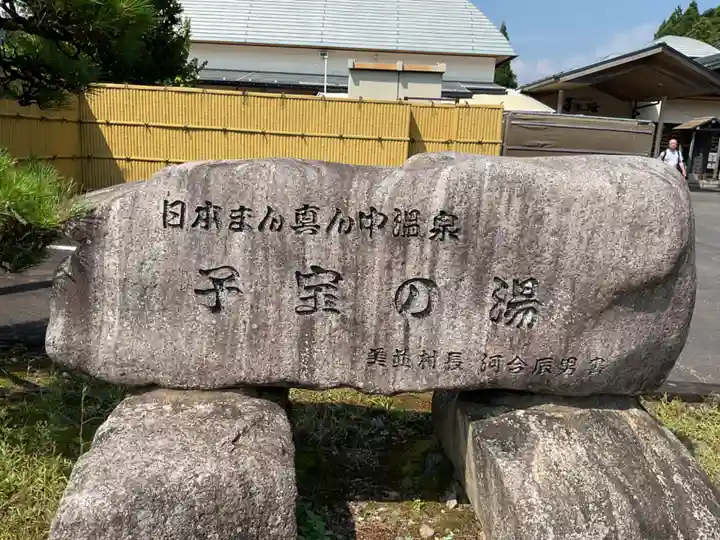 日本まん真ん中温泉
子宝の湯
美並村長 河合辰男書